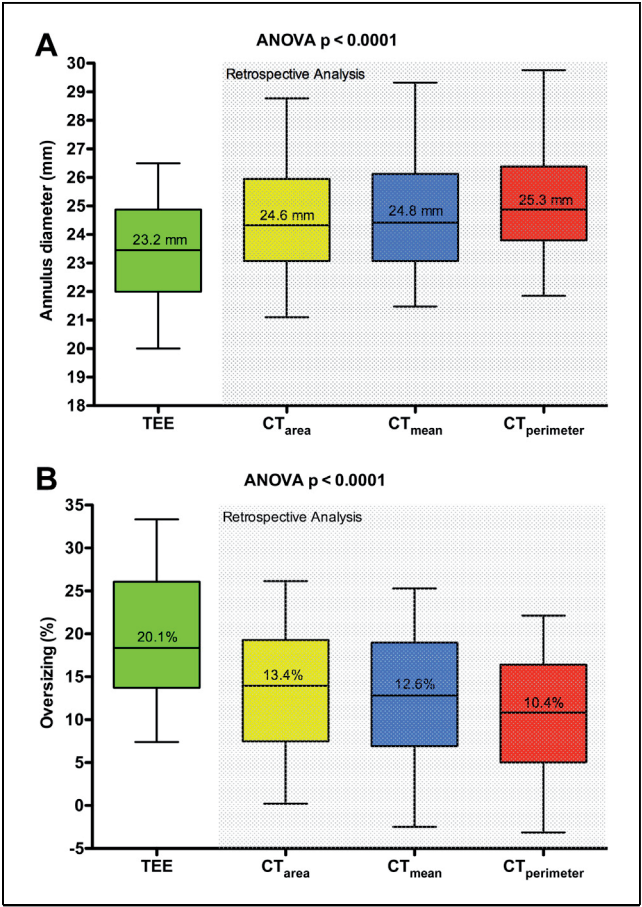 A
ANOVA p < 0.0001
Retrospective Analysis
Annulus diameter (mm)
30
29
28
27
26
25
24
23
22
21
20
19
18
23.2 mm
24.6 mm
24.8 mm
25.3 mm
TEE
CTarea
CTmean
CTperimeter
B
ANOVA p < 0.0001
Retrospective Analysis
Oversizing (%)
35
30
25
20
15
10
5
0
-5
20.1%
13.4%
12.6%
10.4%
TEE
CTarea
CTmean
CTperimeter